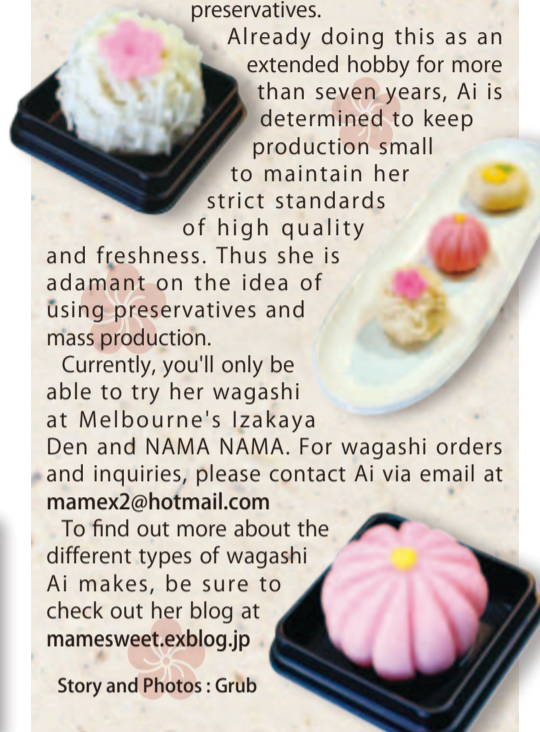 preservatives.
Already doing this as an
extended hobby for more
than seven years, Ai is
determined to keep
production small
to maintain her
strict standards
of high quality
and freshness. Thus she is
adamant on the idea of
using preservatives and
mass production.
Currently, you'll only be
able to try her wagashi
at Melbourne's Izakaya
Den and NAMA NAMA. For wagashi orders
and inquiries, please contact Ai via email at
mamex2@hotmail.com
To find out more about the
different types of wagashi
Ai makes, be sure to
check out her blog at
mamesweet.exblog.jp
Story and Photos : Grub